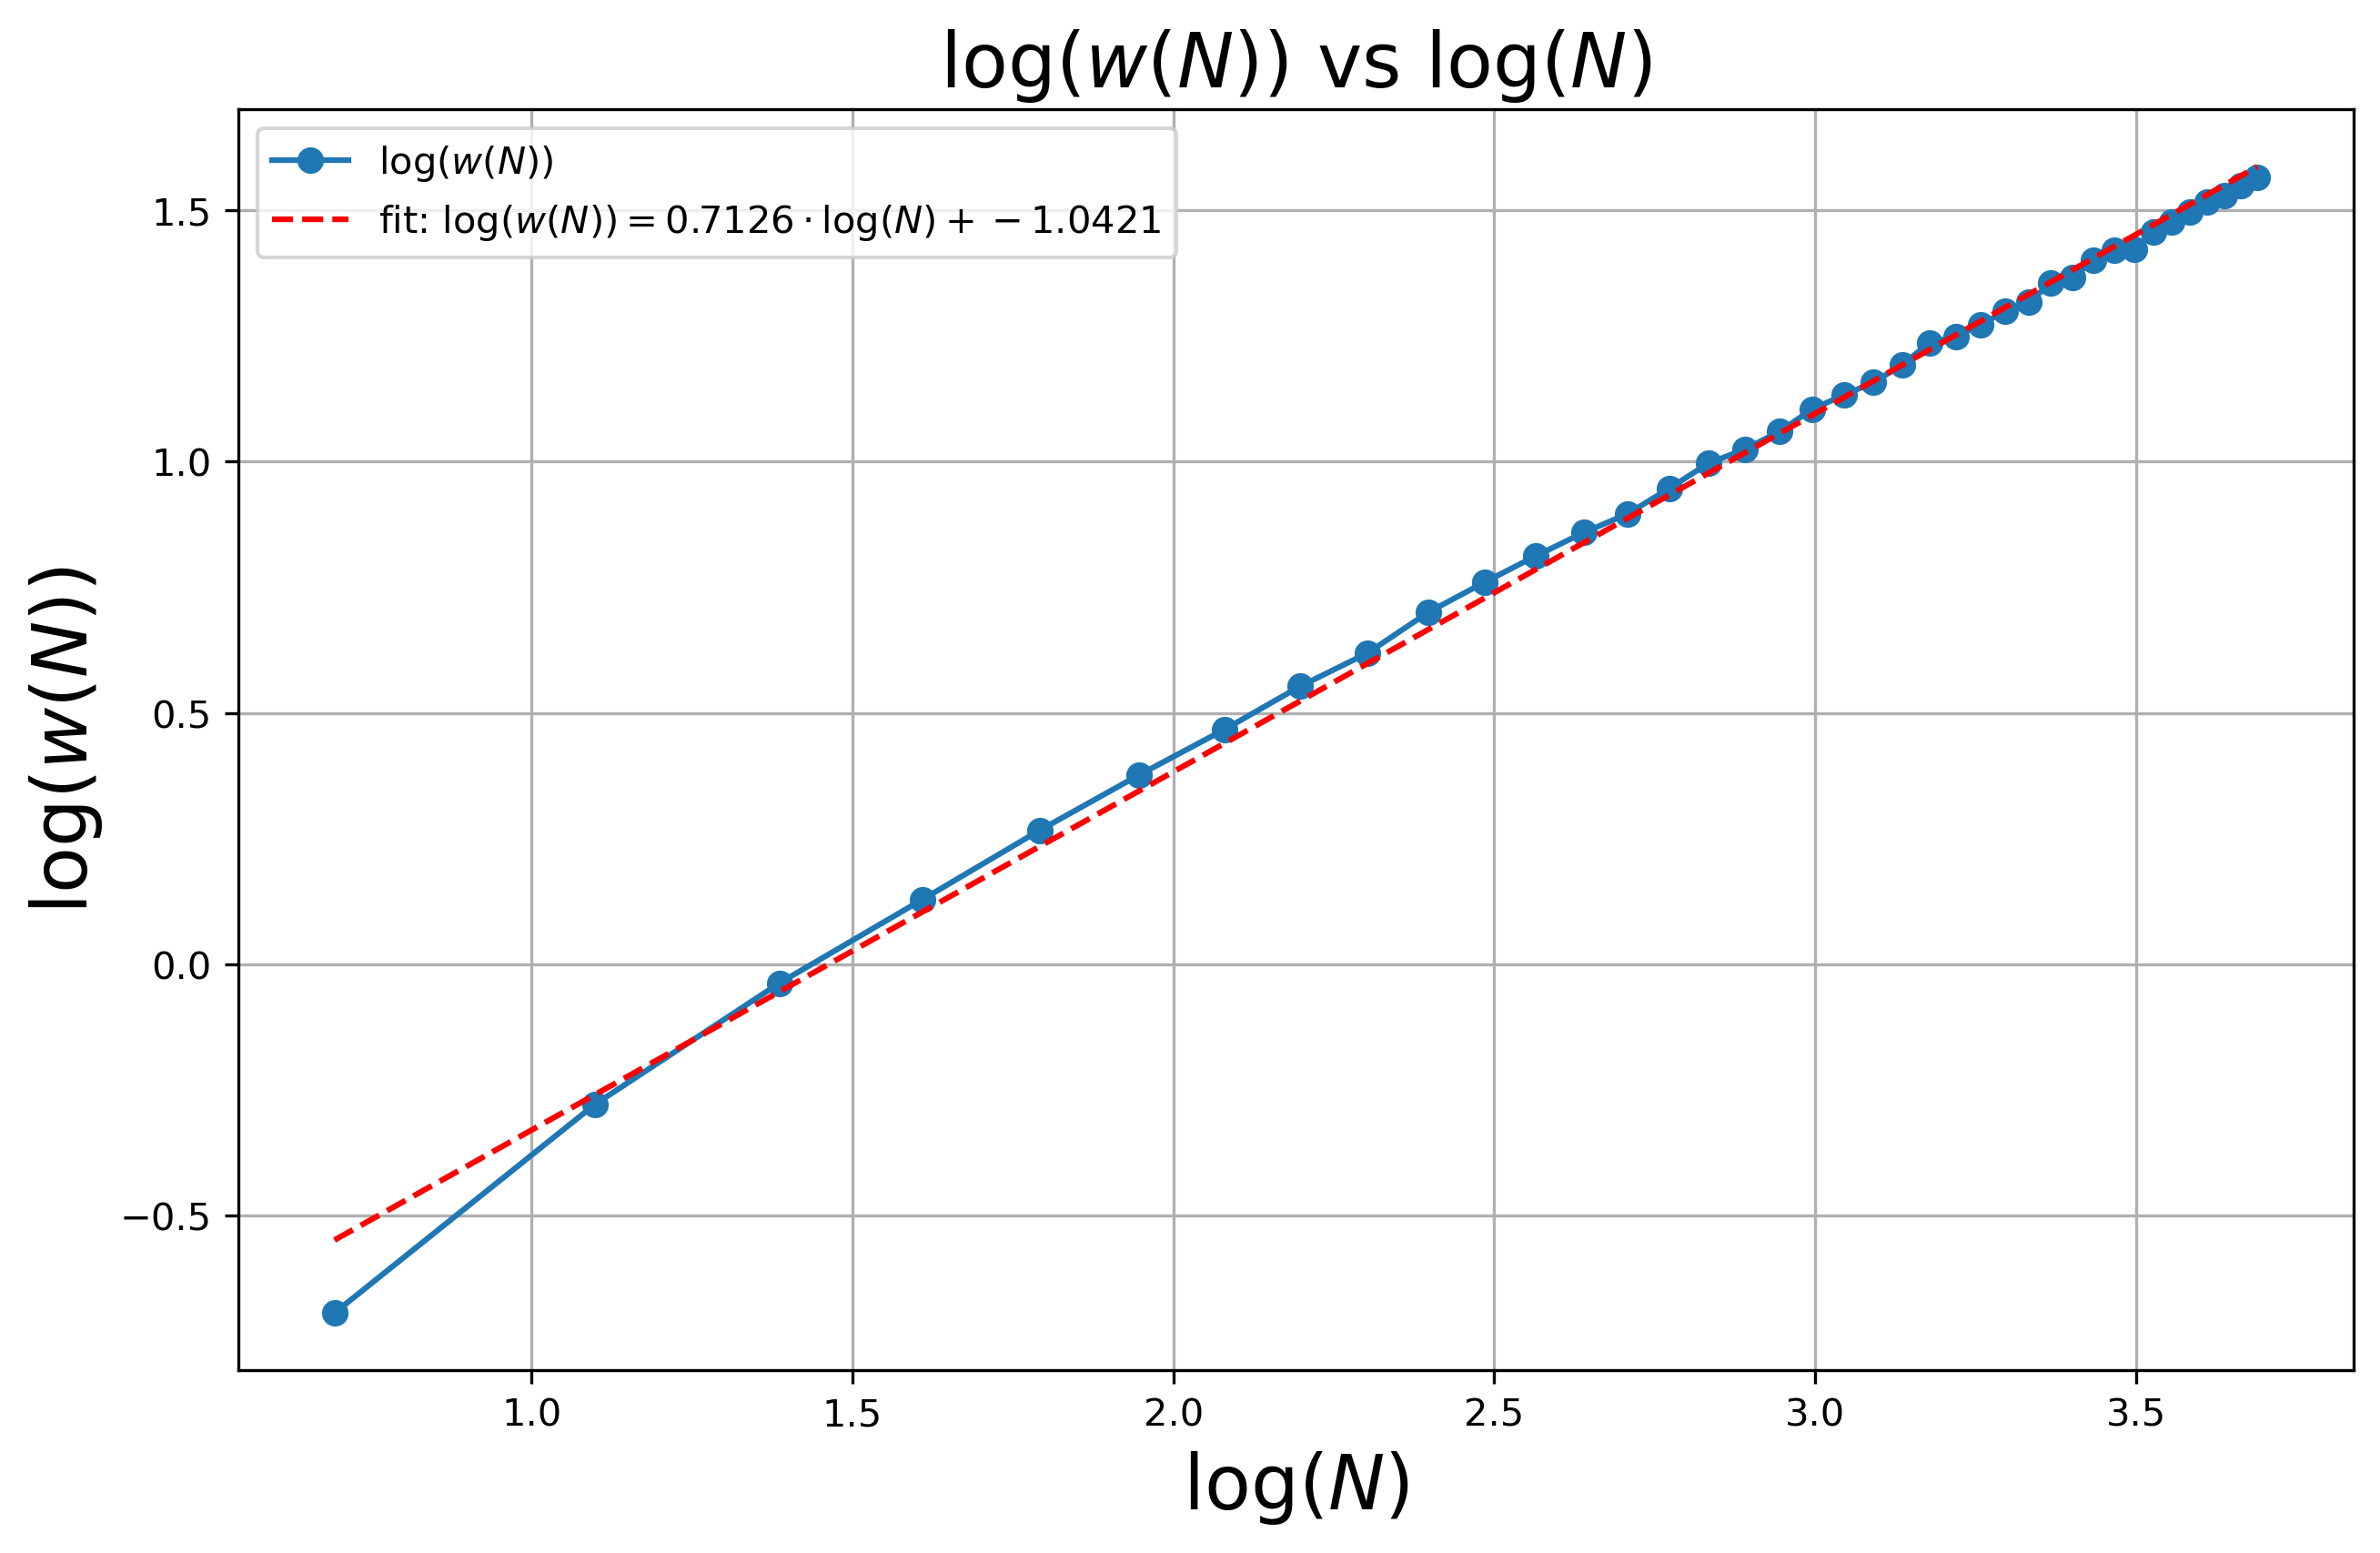 log(w(N)) vs log(N)
log(w(N))
fit: log(w(N)) = 0.7126 · log(N) + − 1.0421
1.5
1.0
0.5
0.0
−0.5
log(w(N))
1.0 1.5 2.0 2.5 3.0 3.5
log(N)